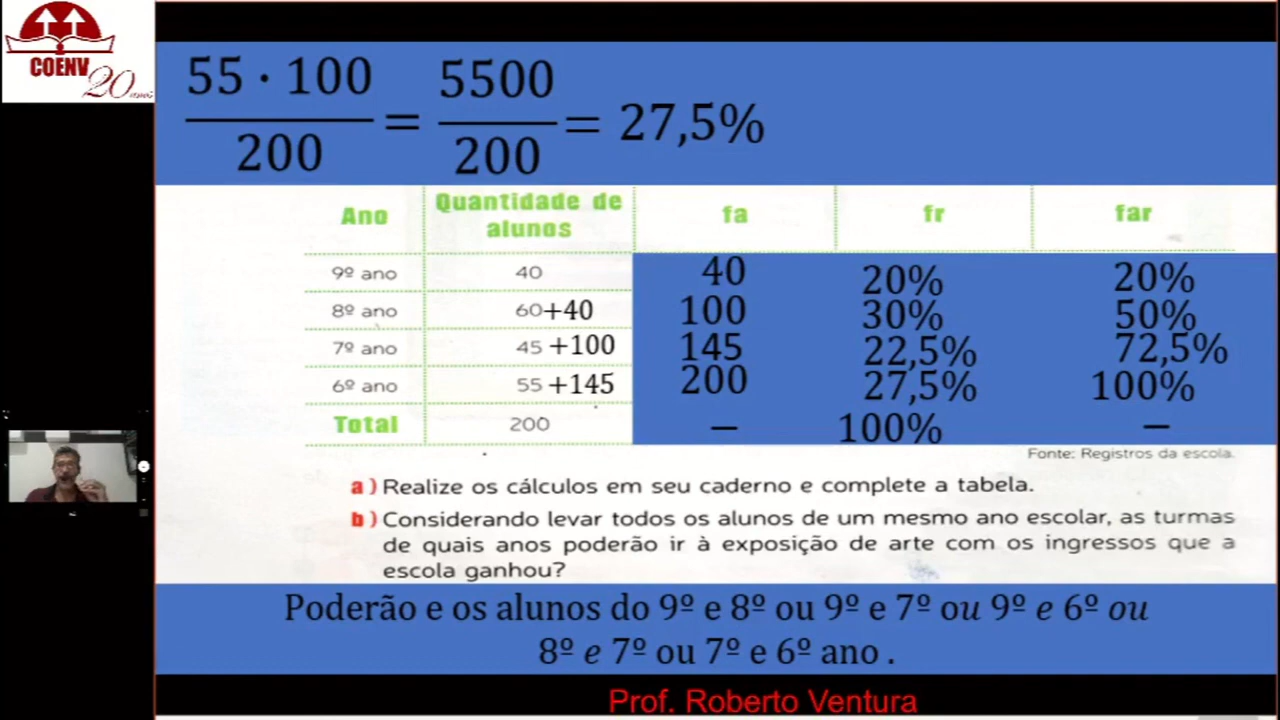 COENV
20 anos
55 · 100 / 200 = 5500 / 200 = 27,5%
Ano Quantidade de alunos fa fr far
9º ano 40 40 20% 20%
8º ano 60+40 100 30% 50%
7º ano 45 +100 145 22,5% 72,5%
6º ano 55 +145 200 27,5% 100%
Total 200 – 100% –
Fonte: Registros da escola.
a) Realize os cálculos em seu caderno e complete a tabela.
b) Considerando levar todos os alunos de um mesmo ano escolar, as turmas
de quais anos poderão ir à exposição de arte com os ingressos que a
escola ganhou?
Poderão e os alunos do 9º e 8º ou 9º e 7º ou 9º e 6º ou
8º e 7º ou 7º e 6º ano .
Prof. Roberto Ventura